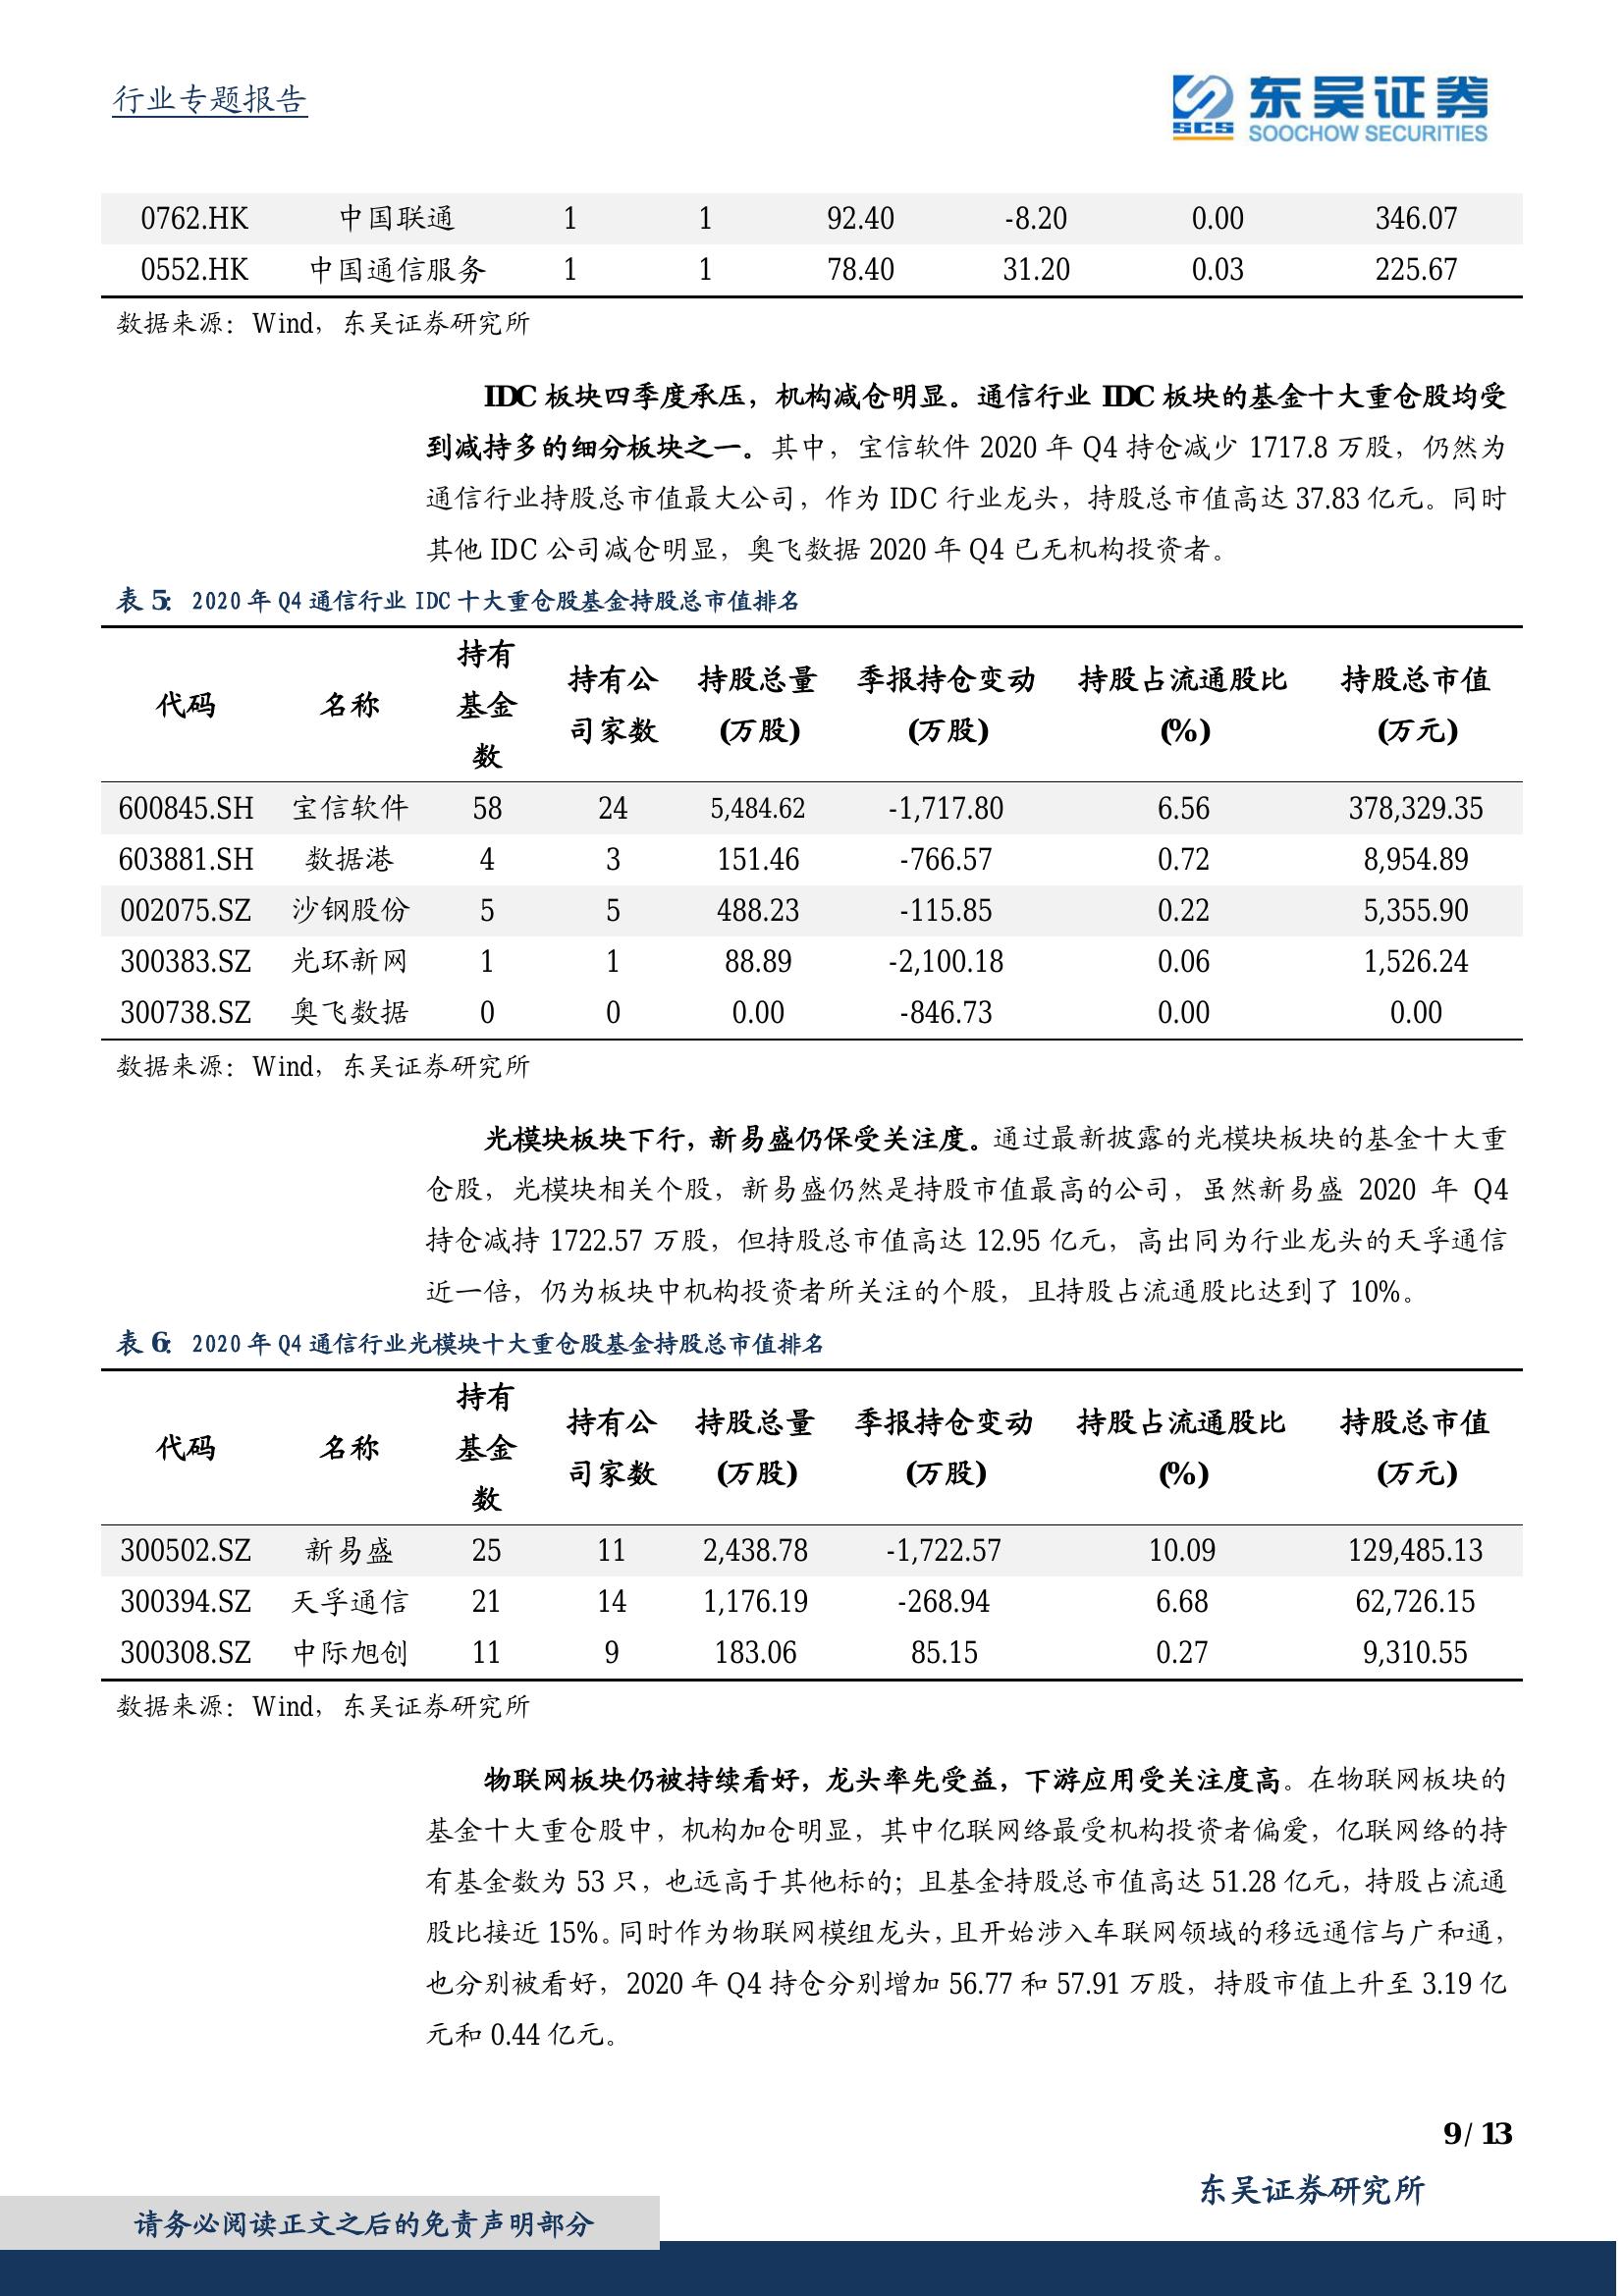 行业专题报告
东吴证券
SCS
SOOCHOW SECURITIES
0762.HK 中国联通 1 1 92.40 -8.20 0.00 346.07
0552.HK 中国通信服务 1 1 78.40 31.20 0.03 225.67
数据来源：Wind，东吴证券研究所
IDC 板块四季度承压，机构减仓明显。通信行业 IDC 板块的基金十大重仓股均受
到减持多的细分板块之一。其中，宝信软件 2020 年 Q4 持仓减少 1717.8 万股，仍然为
通信行业持股总市值最大公司，作为 IDC 行业龙头，持股总市值高达 37.83 亿元。同时
其他 IDC 公司减仓明显，奥飞数据 2020 年 Q4 已无机构投资者。
表 5： 2020 年 Q4 通信行业 IDC 十大重仓股基金持股总市值排名
代码 名称 持有基金数 持有公司家数 持股总量(万股) 季报持仓变动(万股) 持股占流通股比(%) 持股总市值(万元)
600845.SH 宝信软件 58 24 5,484.62 -1,717.80 6.56 378,329.35
603881.SH 数据港 4 3 151.46 -766.57 0.72 8,954.89
002075.SZ 沙钢股份 5 5 488.23 -115.85 0.22 5,355.90
300383.SZ 光环新网 1 1 88.89 -2,100.18 0.06 1,526.24
300738.SZ 奥飞数据 0 0 0.00 -846.73 0.00 0.00
数据来源：Wind，东吴证券研究所
光模块板块下行，新易盛仍保受关注度。通过最新披露的光模块板块的基金十大重
仓股，光模块相关个股，新易盛仍然是持股市值最高的公司，虽然新易盛 2020 年 Q4
持仓减持 1722.57 万股，但持股总市值高达 12.95 亿元，高出同为行业龙头的天孚通信
近一倍，仍为板块中机构投资者所关注的个股，且持股占流通股比达到了 10%。
表 6： 2020 年 Q4 通信行业光模块十大重仓股基金持股总市值排名
代码 名称 持有基金数 持有公司家数 持股总量(万股) 季报持仓变动(万股) 持股占流通股比(%) 持股总市值(万元)
300502.SZ 新易盛 25 11 2,438.78 -1,722.57 10.09 129,485.13
300394.SZ 天孚通信 21 14 1,176.19 -268.94 6.68 62,726.15
300308.SZ 中际旭创 11 9 183.06 85.15 0.27 9,310.55
数据来源：Wind，东吴证券研究所
物联网板块仍被持续看好，龙头率先受益，下游应用受关注度高。在物联网板块的
基金十大重仓股中，机构加仓明显，其中亿联网络最受机构投资者偏爱，亿联网络的持
有基金数为 53 只，也远高于其他标的；且基金持股总市值高达 51.28 亿元，持股占流通
股比接近 15%。同时作为物联网模组龙头，且开始涉入车联网领域的移远通信与广和通，
也分别被看好，2020 年 Q4 持仓分别增加 56.77 和 57.91 万股，持股市值上升至 3.19 亿
元和 0.44 亿元。
9 / 13
东吴证券研究所
请务必阅读正文之后的免责声明部分